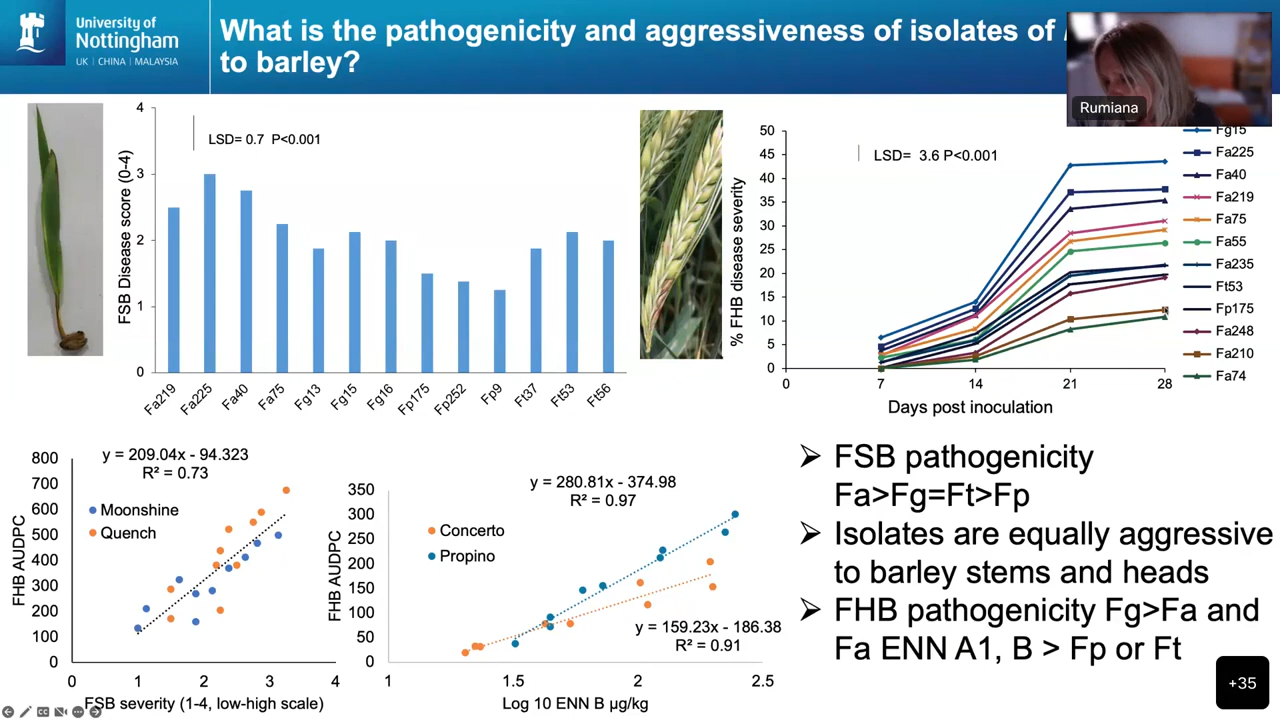 University of
Nottingham
UK | CHINA | MALAYSIA
What is the pathogenicity and aggressiveness of isolates of
to barley?
Rumiana
FSB Disease score (0-4)
4
3
2
1
0
LSD= 0.7 P<0.001
Fa219
Fa225
Fa40
Fa75
Fg13
Fg15
Fg16
Fp175
Fp252
Fp9
Ft37
Ft53
Ft56
% FHB disease severity
50
45
40
35
30
25
20
15
10
5
0
LSD= 3.6 P<0.001
0
7
14
21
28
Days post inoculation
Fg15
Fa225
Fa40
Fa219
Fa75
Fa55
Fa235
Ft53
Fp175
Fa248
Fa210
Fa74
FHB AUDPC
800
700
600
500
400
300
200
100
0
y = 209.04x - 94.323
R² = 0.73
Moonshine
Quench
0
1
2
3
4
FSB severity (1-4, low-high scale)
FHB AUDPC
350
300
250
200
150
100
50
0
y = 280.81x - 374.98
R² = 0.97
Concerto
Propino
y = 159.23x - 186.38
R² = 0.91
1
1.5
2
2.5
Log 10 ENN B µg/kg
➢ FSB pathogenicity
Fa>Fg=Ft>Fp
➢ Isolates are equally aggressive
to barley stems and heads
➢ FHB pathogenicity Fg>Fa and
Fa ENN A1, B > Fp or Ft
+35